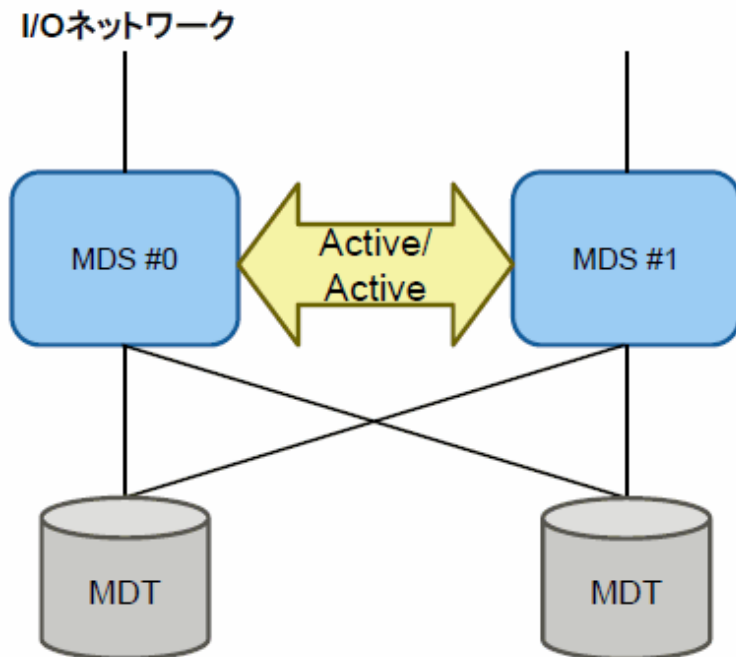 I/Oネットワーク
MDS #0
Active/
Active
MDS #1
MDT
MDT